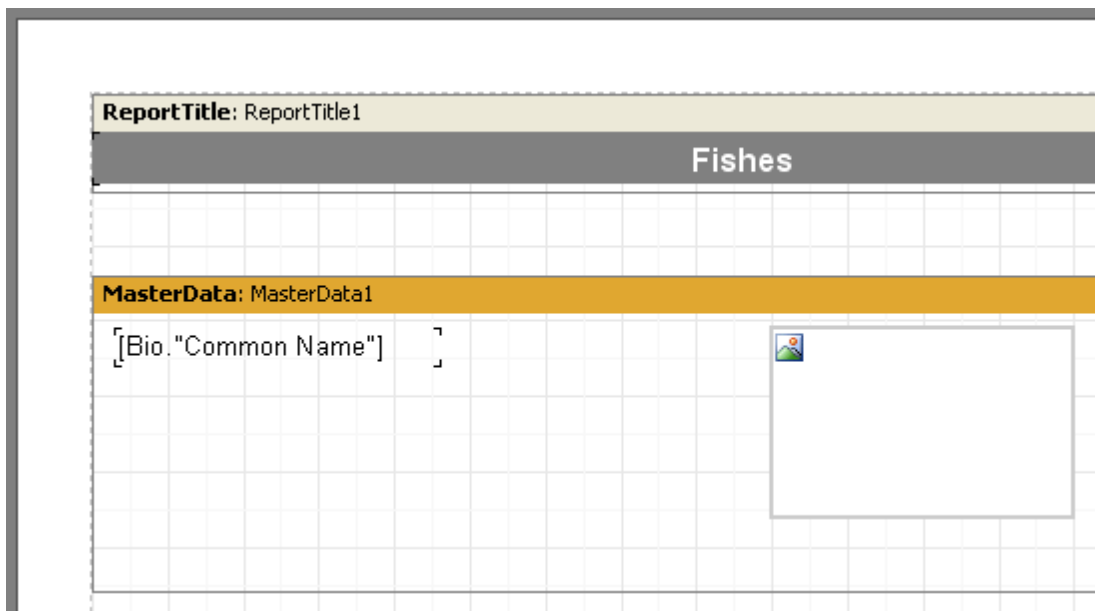 ReportTitle: ReportTitle1
Fishes
MasterData: MasterData1
[Bio."Common Name"]